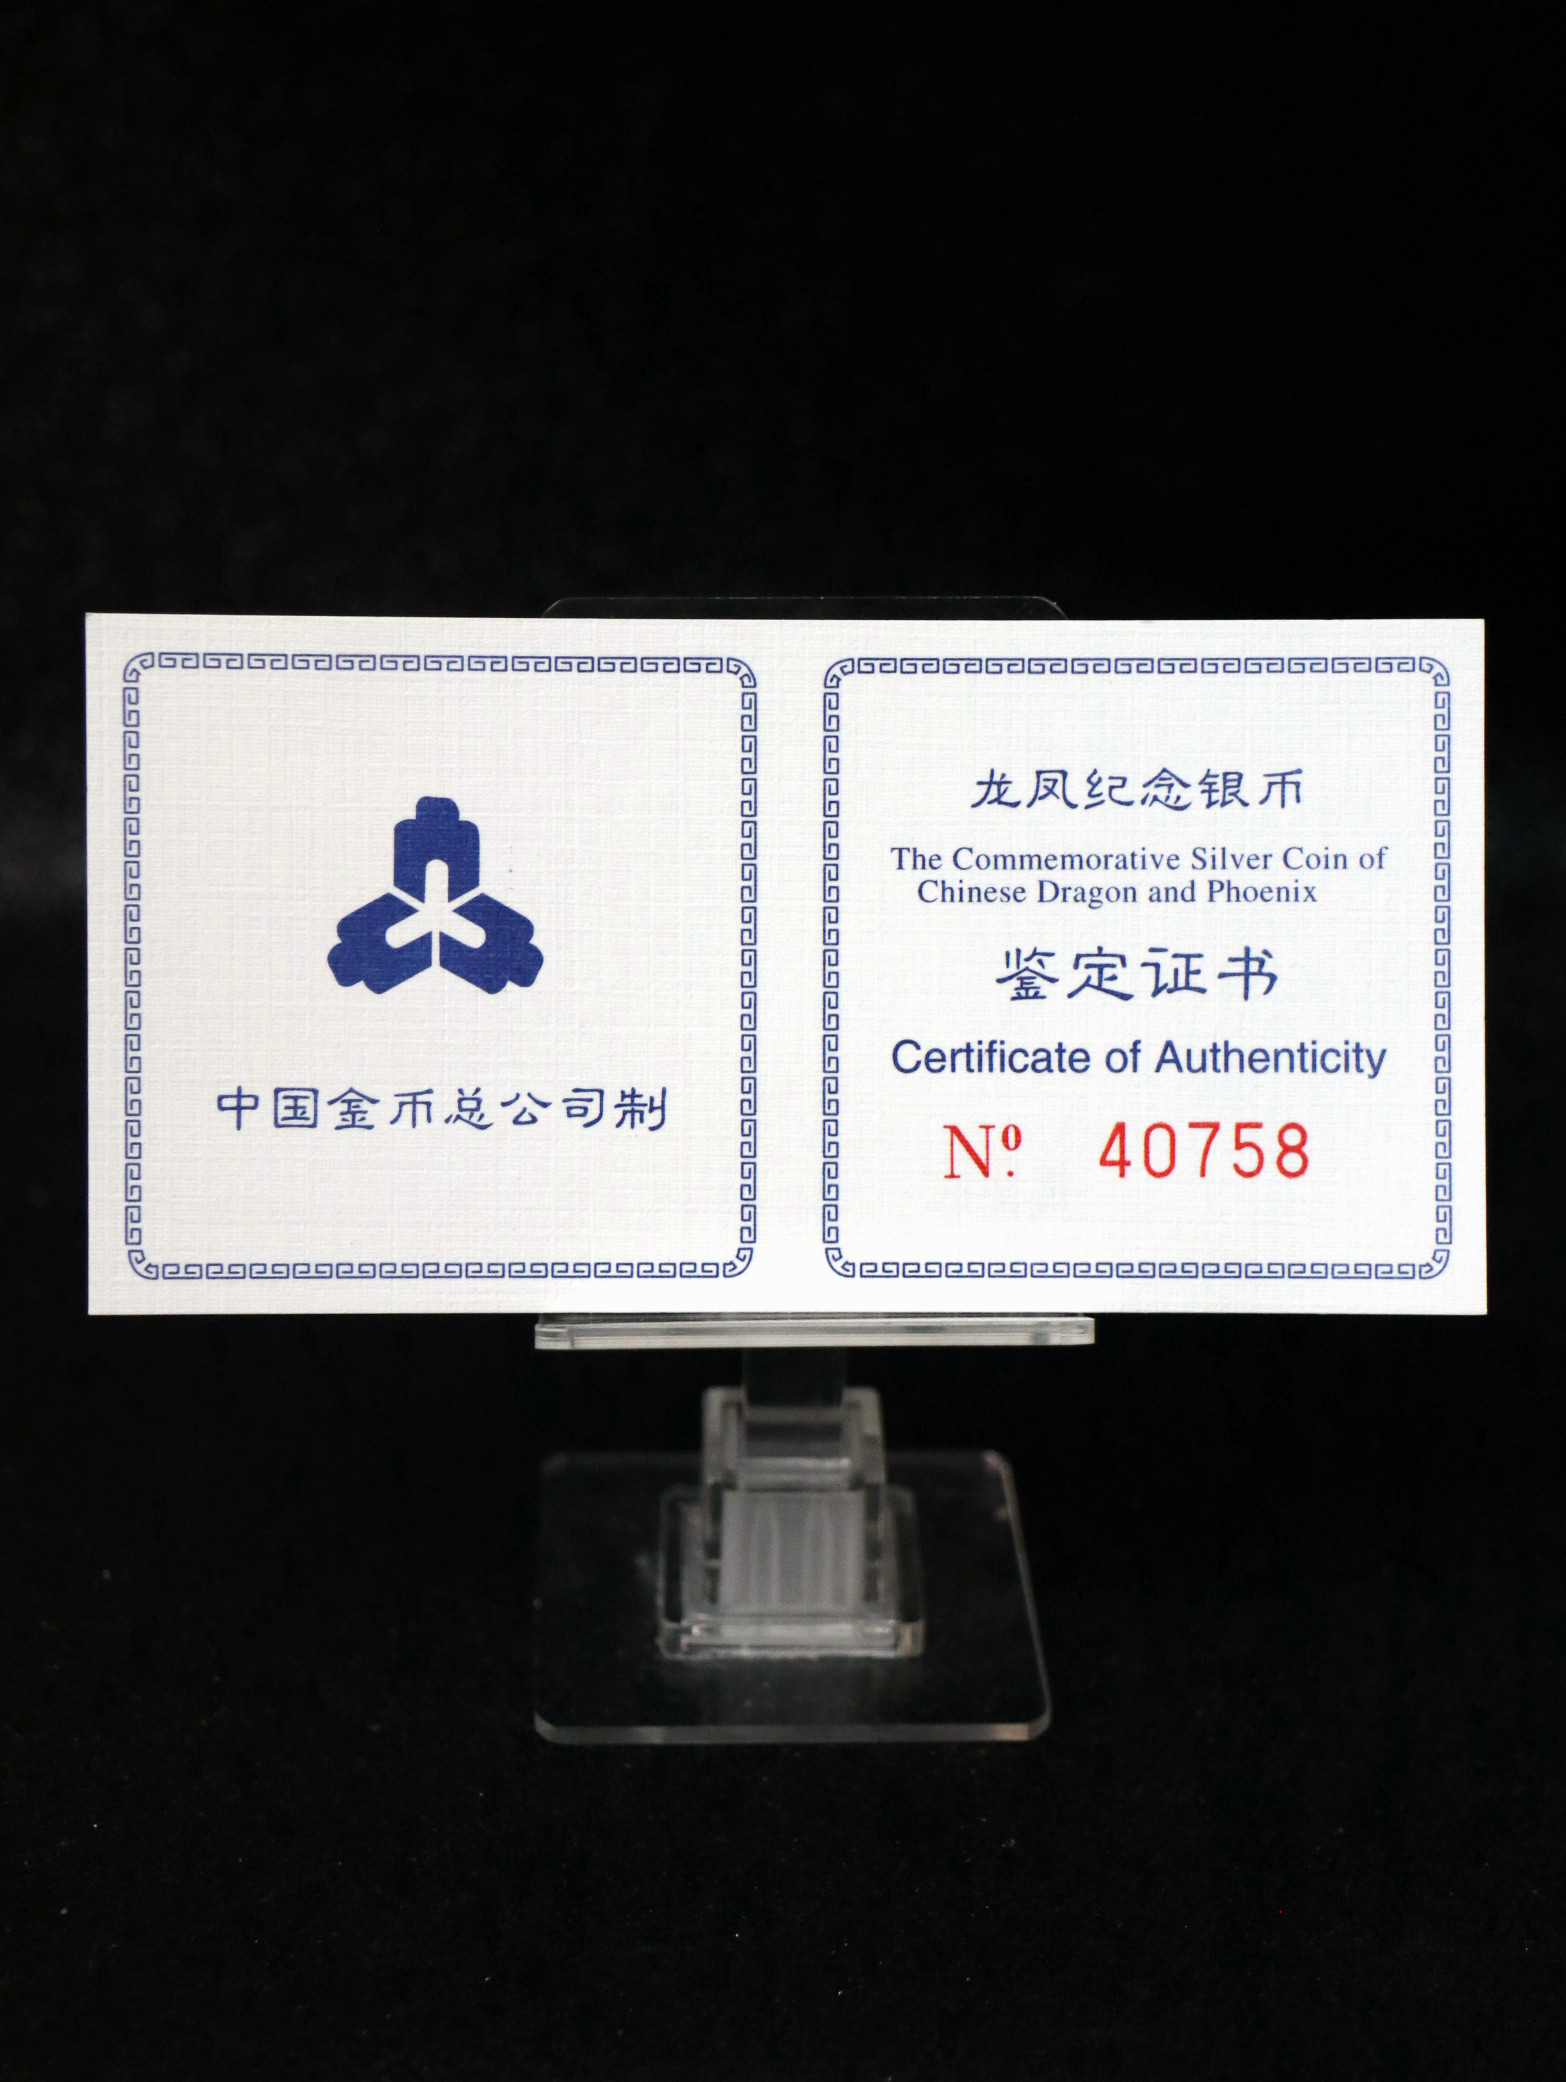 中国金币总公司制
龙凤纪念银币
The Commemorative Silver Coin of
Chinese Dragon and Phoenix
鉴定证书
Certificate of Authenticity
Nº. 40758